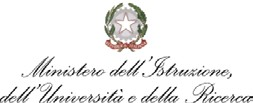 Ministero dell'Istruzione,
dell'Università e della Ricerca